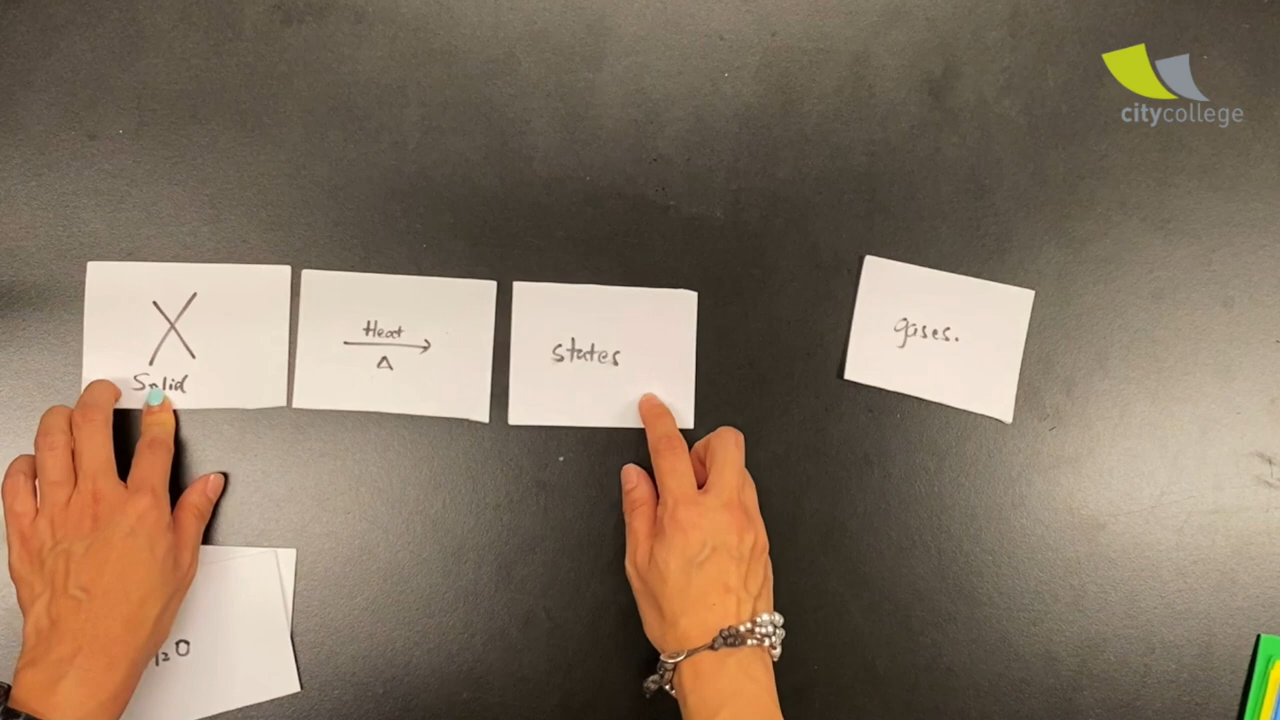 citycollege
X
Solid
Heat
Δ
states
gases.